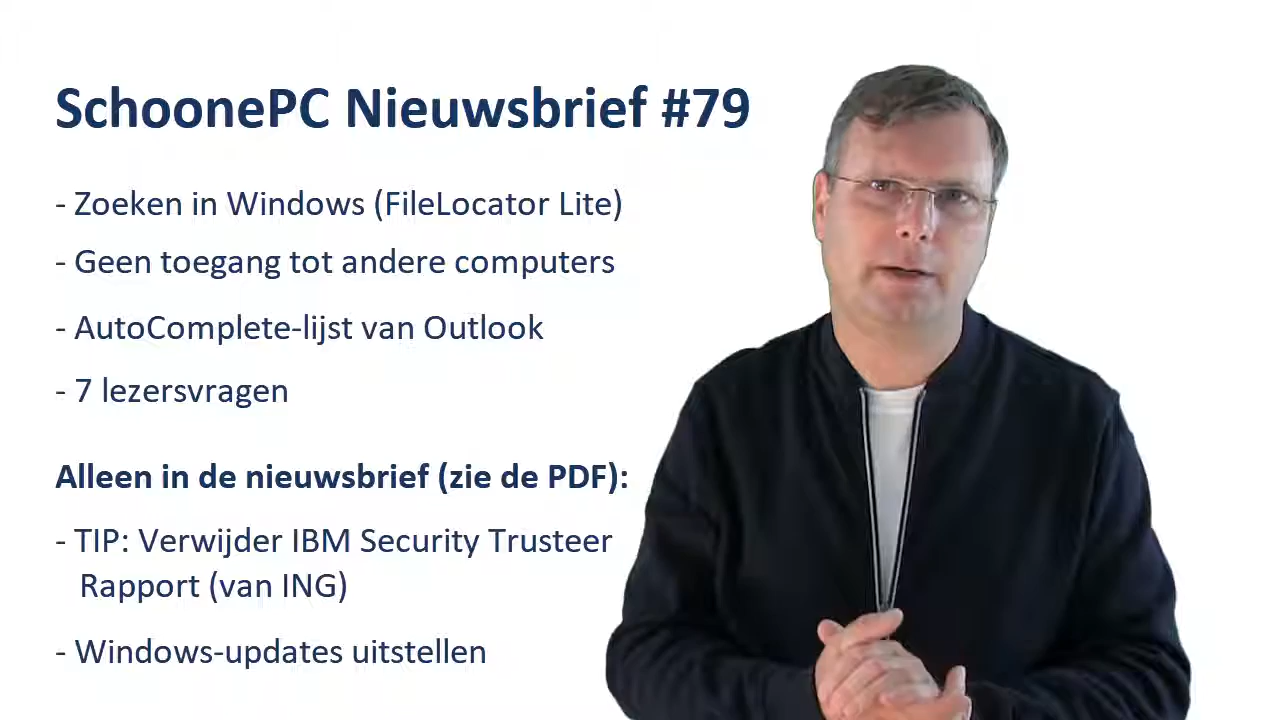 SchoonePC Nieuwsbrief #79
- Zoeken in Windows (FileLocator Lite)
- Geen toegang tot andere computers
- AutoComplete-lijst van Outlook
- 7 lezersvragen
Alleen in de nieuwsbrief (zie de PDF):
- TIP: Verwijder IBM Security Trusteer
Rapport (van ING)
- Windows-updates uitstellen